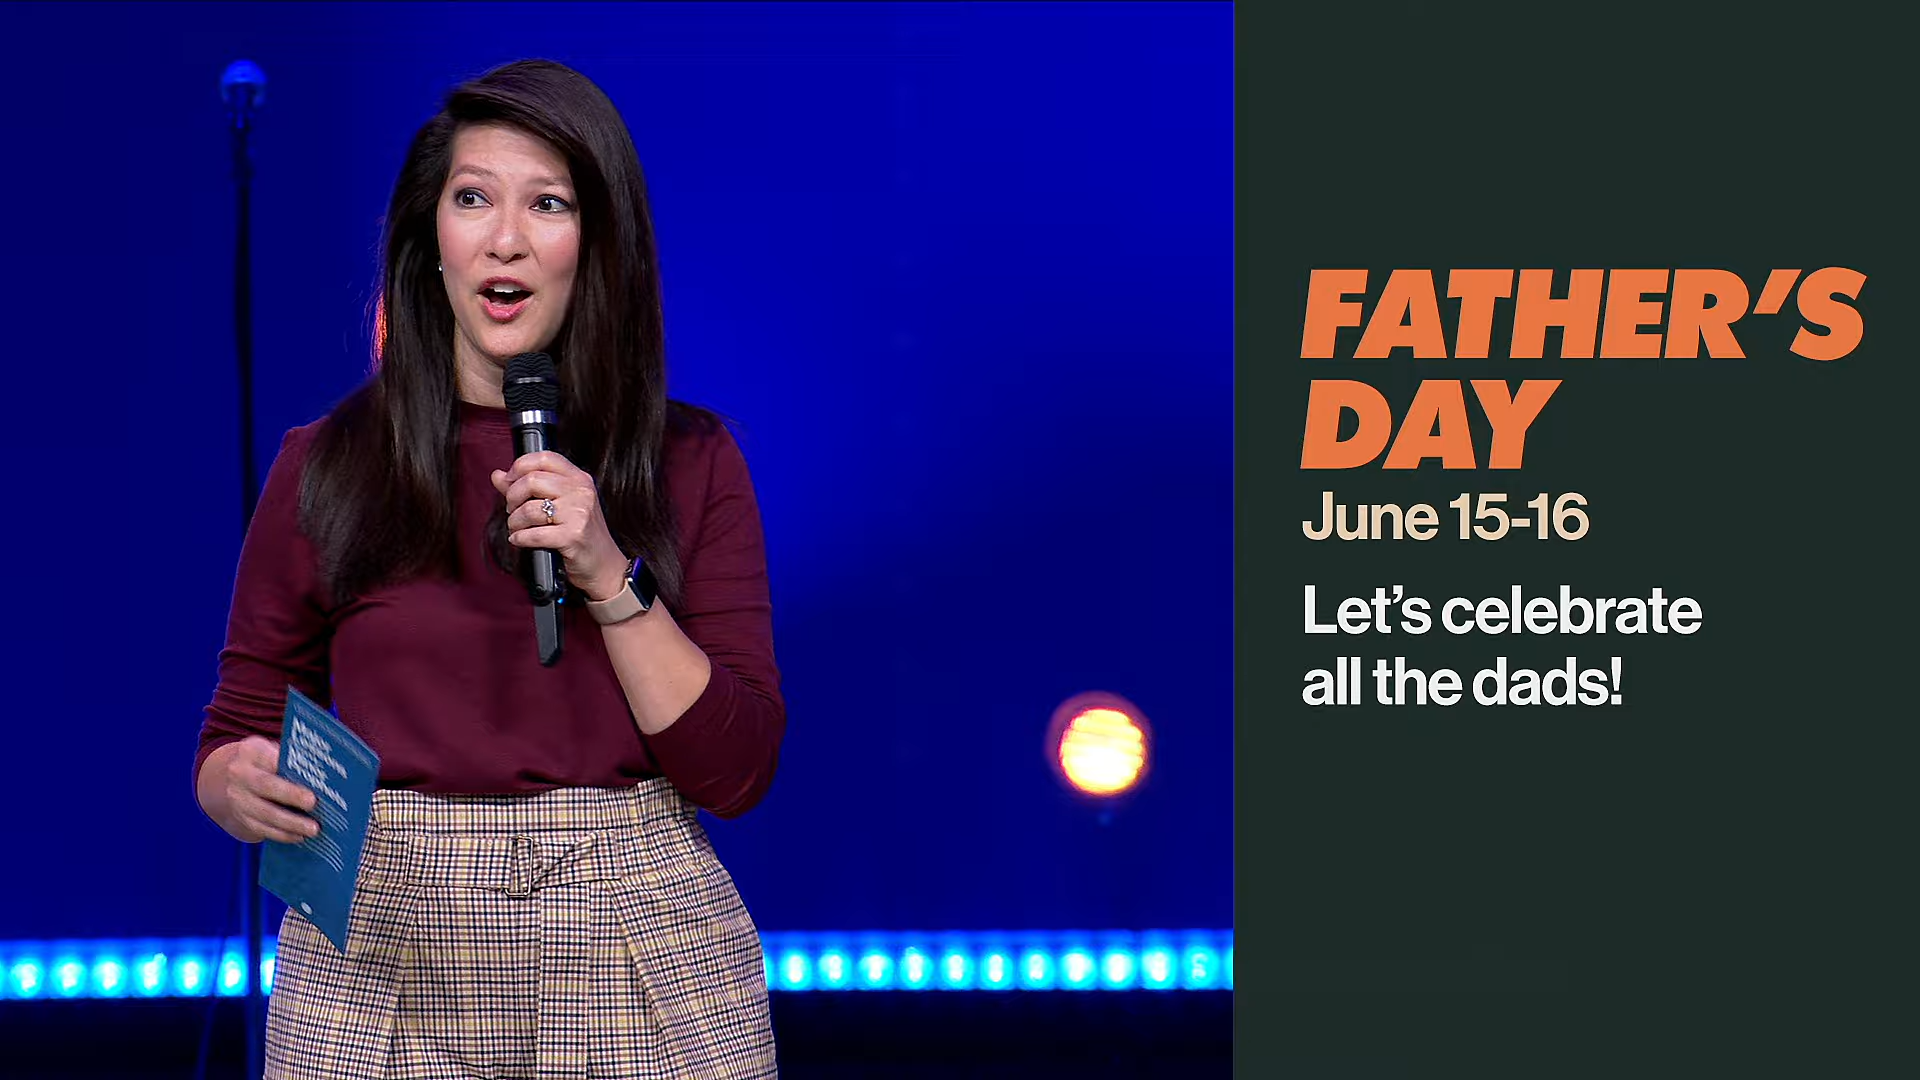 FATHER’S
DAY
June 15-16
Let’s celebrate
all the dads!